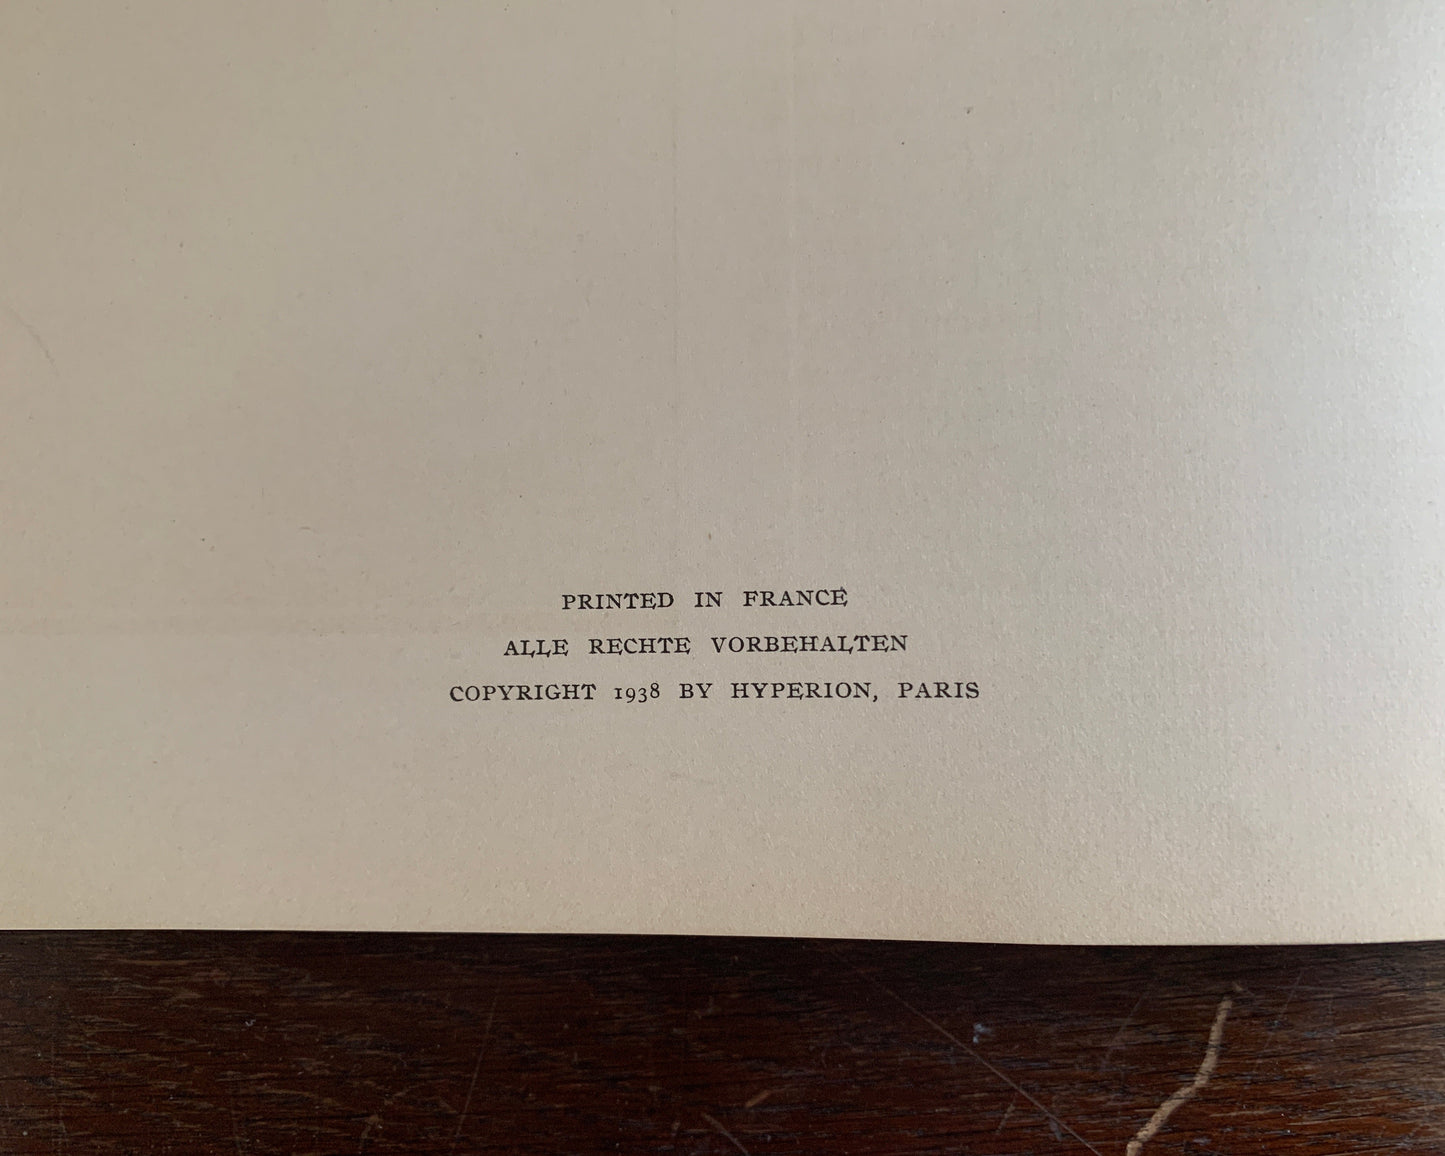 PRINTED IN FRANCE
ALLE RECHTE VORBEHALTEN
COPYRIGHT 1938 BY HYPERION, PARIS